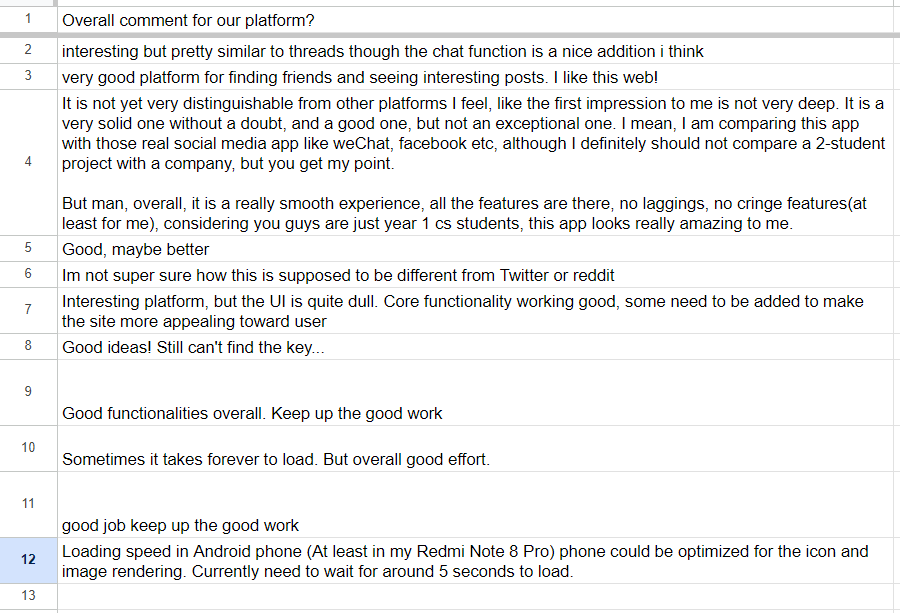 1
Overall comment for our platform?
2
interesting but pretty similar to threads though the chat function is a nice addition i think
3
very good platform for finding friends and seeing interesting posts. I like this web!
4
It is not yet very distinguishable from other platforms I feel, like the first impression to me is not very deep. It is a
very solid one without a doubt, and a good one, but not an exceptional one. I mean, I am comparing this app
with those real social media app like weChat, facebook etc, although I definitely should not compare a 2-student
project with a company, but you get my point.
But man, overall, it is a really smooth experience, all the features are there, no laggings, no cringe features(at
least for me), considering you guys are just year 1 cs students, this app looks really amazing to me.
5
Good, maybe better
6
Im not super sure how this is supposed to be different from Twitter or reddit
7
Interesting platform, but the UI is quite dull. Core functionality working good, some need to be added to make
the site more appealing toward user
8
Good ideas! Still can't find the key...
9
Good functionalities overall. Keep up the good work
10
Sometimes it takes forever to load. But overall good effort.
11
good job keep up the good work
12
Loading speed in Android phone (At least in my Redmi Note 8 Pro) phone could be optimized for the icon and
image rendering. Currently need to wait for around 5 seconds to load.
13